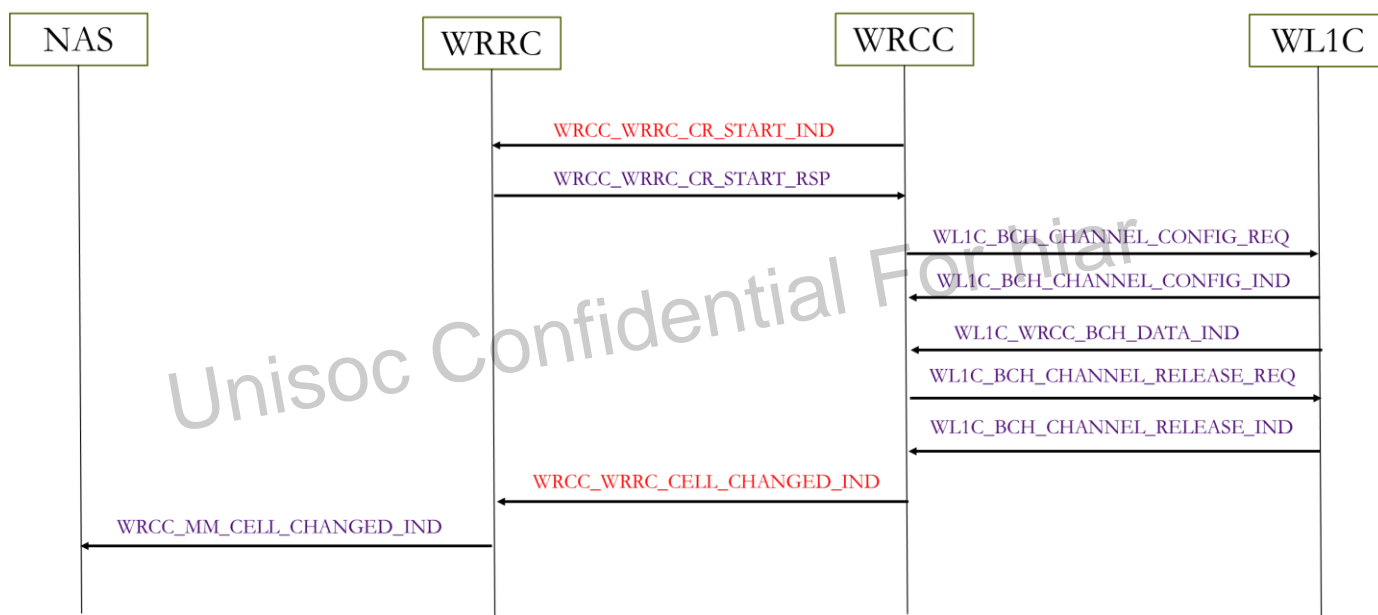 NAS
WRRC
WRCC
WL1C
WRCC_WRRC_CR_START_IND
WRCC_WRRC_CR_START_RSP
WL1C_BCH_CHANNEL_CONFIG_REQ
WL1C_BCH_CHANNEL_CONFIG_IND
WL1C_WRCC_BCH_DATA_IND
WL1C_BCH_CHANNEL_RELEASE_REQ
WL1C_BCH_CHANNEL_RELEASE_IND
WRCC_WRRC_CELL_CHANGED_IND
WRCC_MM_CELL_CHANGED_IND
Unisoc Confidential For hiar